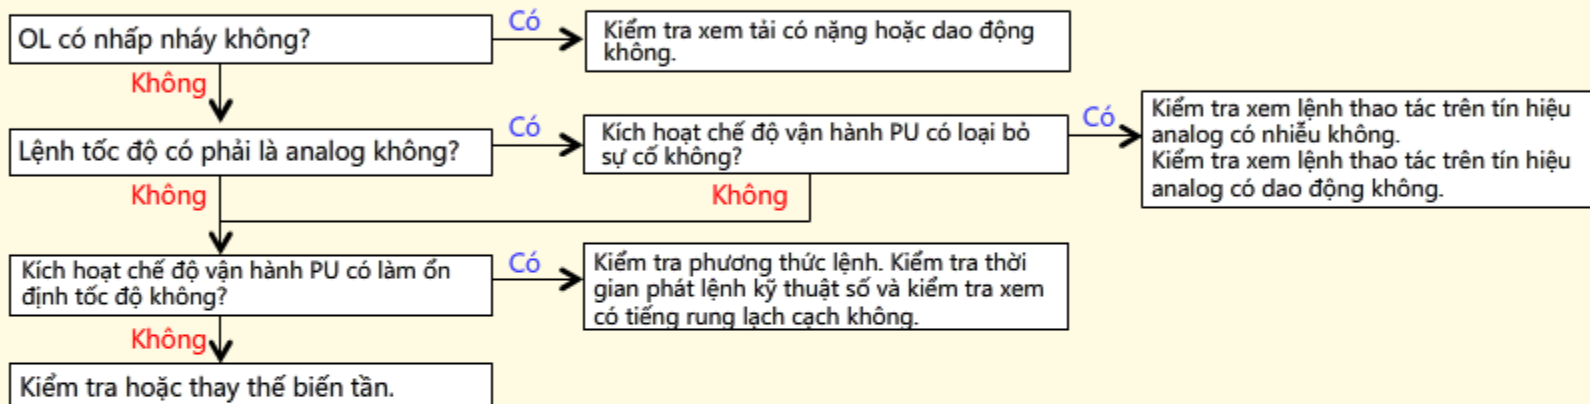 OL có nhấp nháy không?
Có
Kiểm tra xem tải có nặng hoặc dao động
không.
Không
Lệnh tốc độ có phải là analog không?
Có
Kích hoạt chế độ vận hành PU có loại bỏ
sự cố không?
Có
Kiểm tra xem lệnh thao tác trên tín hiệu
analog có nhiễu không.
Kiểm tra xem lệnh thao tác trên tín hiệu
analog có dao động không.
Không
Không
Kích hoạt chế độ vận hành PU có làm ổn
định tốc độ không?
Có
Kiểm tra phương thức lệnh. Kiểm tra thời
gian phát lệnh kỹ thuật số và kiểm tra xem
có tiếng rung lạch cạch không.
Không
Kiểm tra hoặc thay thế biến tần.